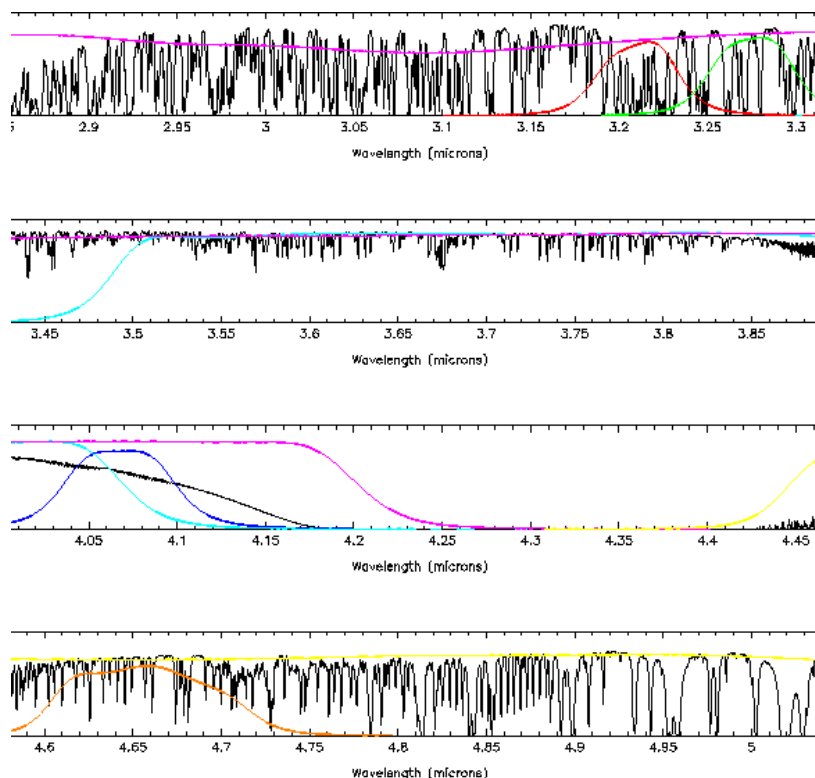 5 2.9 2.95 3 3.05 3.1 3.15 3.2 3.25 3.3
Wavelength (microns)
3.45 3.5 3.55 3.6 3.65 3.7 3.75 3.8 3.85
Wavelength (microns)
4.05 4.1 4.15 4.2 4.25 4.3 4.35 4.4 4.45
Wavelength (microns)
4.6 4.65 4.7 4.75 4.8 4.85 4.9 4.95 5
Wavelength (microns)